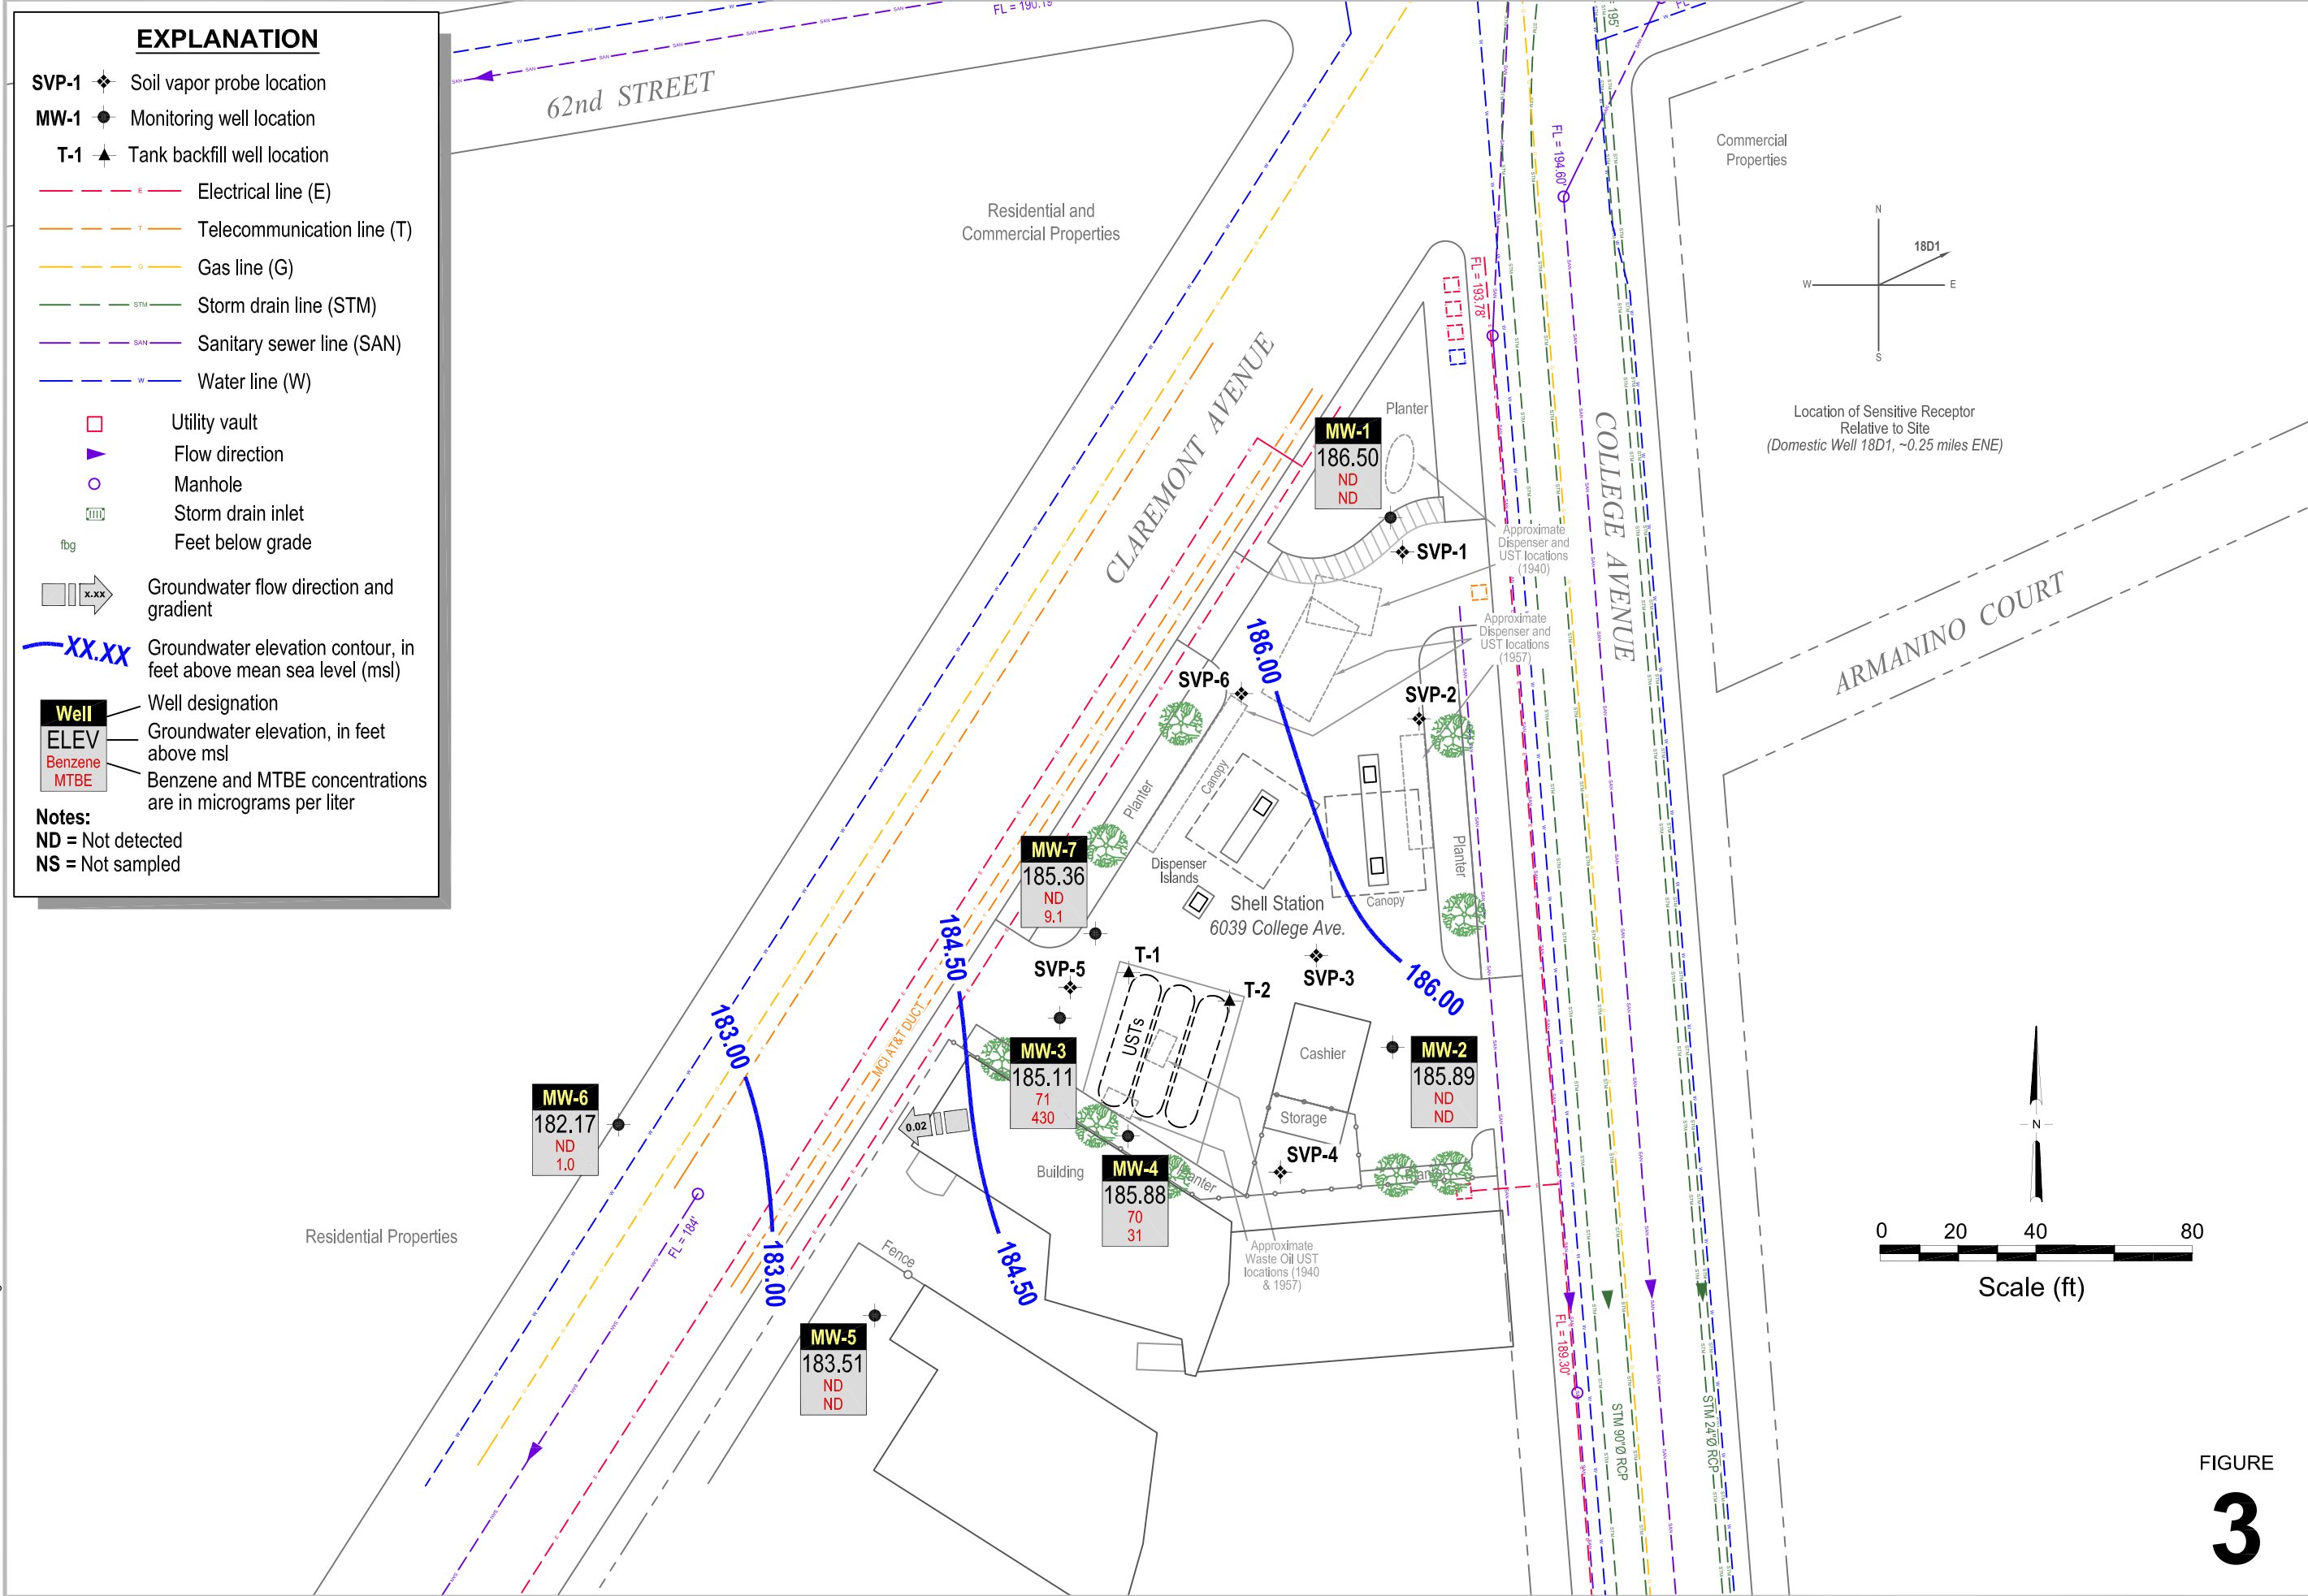 EXPLANATION
SVP-1 Soil vapor probe location
MW-1 Monitoring well location
T-1 Tank backfill well location
E Electrical line (E)
T Telecommunication line (T)
G Gas line (G)
STM Storm drain line (STM)
SAN Sanitary sewer line (SAN)
W Water line (W)
Utility vault
Flow direction
Manhole
Storm drain inlet
fbg Feet below grade
x.xx Groundwater flow direction and
gradient
XX.XX Groundwater elevation contour, in
feet above mean sea level (msl)
Well
ELEV
Benzene
MTBE
Well designation
Groundwater elevation, in feet
above msl
Benzene and MTBE concentrations
are in micrograms per liter
Notes:
ND = Not detected
NS = Not sampled
FL = 190.19'
62nd STREET
Residential and
Commercial Properties
CLAREMONT AVENUE
195'
FL = 194.60'
FL = 193.78'
Commercial
Properties
N
18D1
W
E
S
Location of Sensitive Receptor
Relative to Site
(Domestic Well 18D1, ~0.25 miles ENE)
COLLEGE AVENUE
ARMANINO COURT
Planter
MW-1
186.50
ND
ND
SVP-1
Approximate
Dispenser and
UST locations
(1940)
Approximate
Dispenser and
UST locations
(1957)
186.00
SVP-6
SVP-2
Planter
Canopy
Planter
Dispenser
Islands
Canopy
Shell Station
6039 College Ave.
MW-7
185.36
ND
9.1
184.50
SVP-5
T-1
T-2
SVP-3
186.00
USTs
MCI AT&T DUCT
183.00
MW-3
185.11
71
430
Cashier
Storage
MW-2
185.89
ND
ND
MW-6
182.17
ND
1.0
0.02
Building
MW-4
185.88
70
31
Planter
SVP-4
Planter
Residential Properties
FL = 184'
183.00
Fence
184.50
Approximate
Waste Oil UST
locations (1940
& 1957)
MW-5
183.51
ND
ND
FL = 189.30'
STM 90"Ø RCP
STM 24"Ø RCP
N
0 20 40 80
Scale (ft)
FIGURE
3